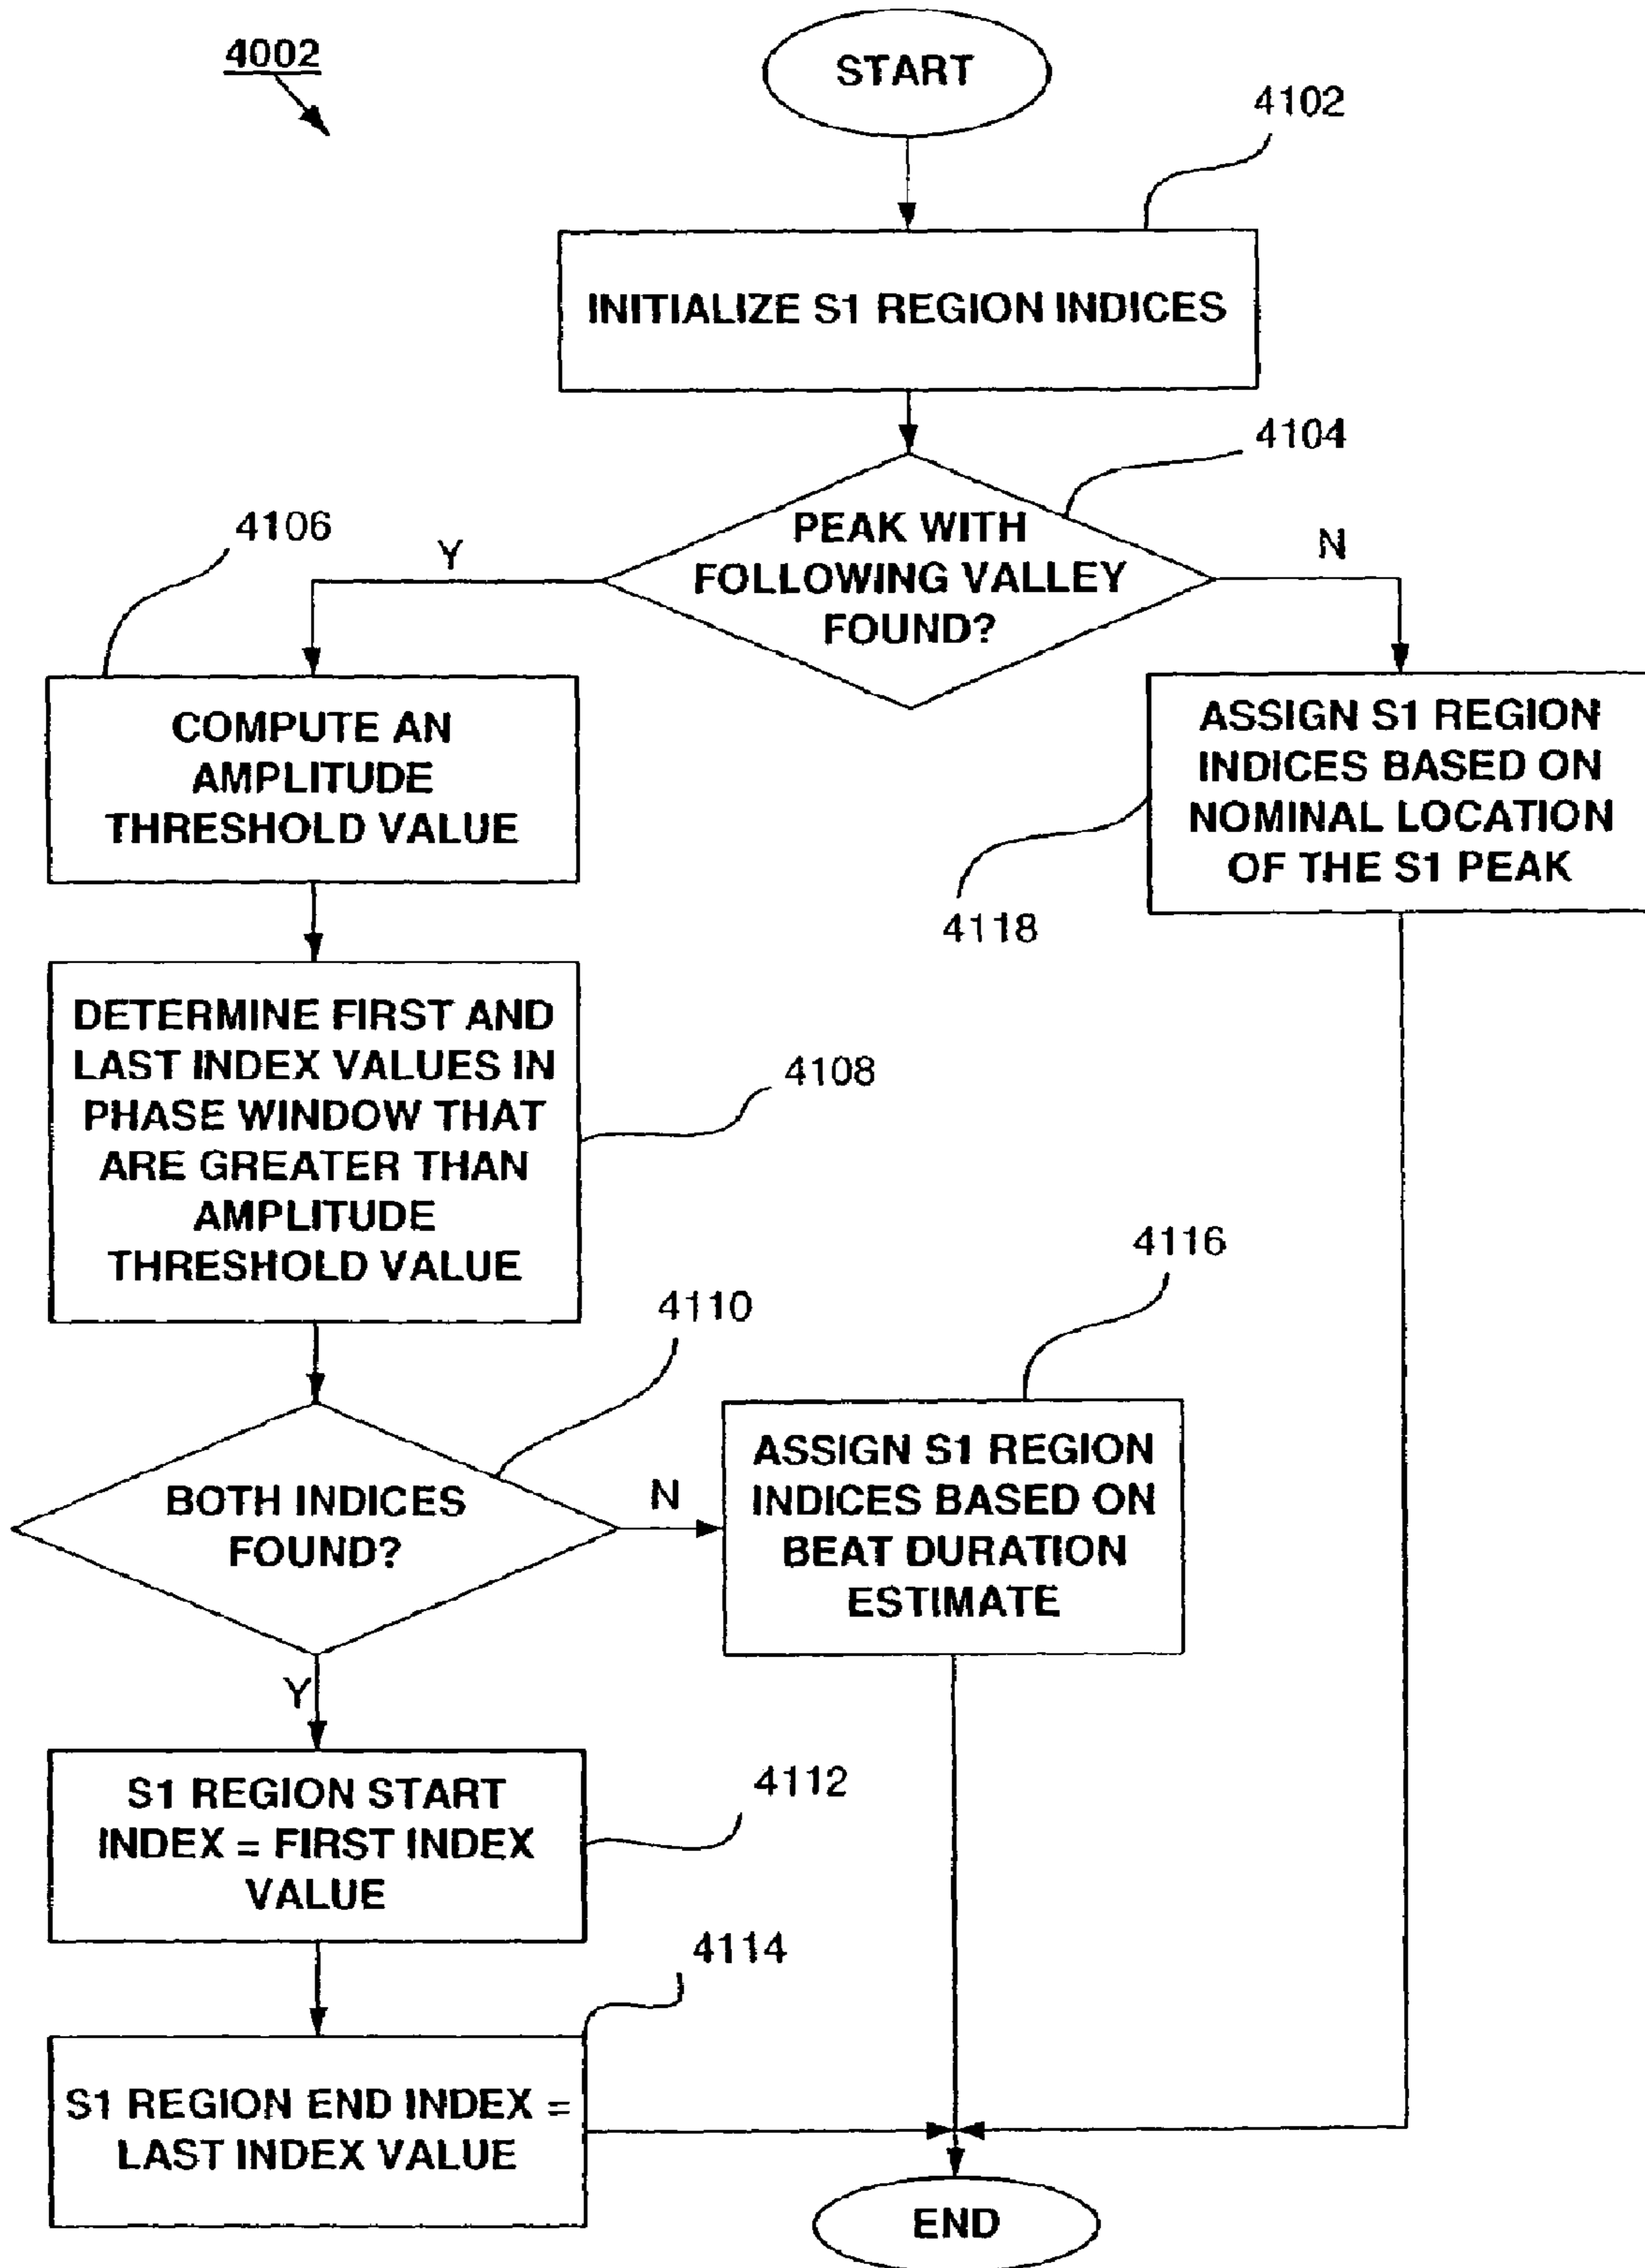 4002
START
4102
INITIALIZE S1 REGION INDICES
4104
PEAK WITH
FOLLOWING VALLEY
FOUND?
Y
N
4106
COMPUTE AN
AMPLITUDE
THRESHOLD VALUE
ASSIGN S1 REGION
INDICES BASED ON
NOMINAL LOCATION
OF THE S1 PEAK
4118
DETERMINE FIRST AND
LAST INDEX VALUES IN
PHASE WINDOW THAT
ARE GREATER THAN
AMPLITUDE
THRESHOLD VALUE
4108
4110
BOTH INDICES
FOUND?
N
4116
ASSIGN S1 REGION
INDICES BASED ON
BEAT DURATION
ESTIMATE
Y
S1 REGION START
INDEX = FIRST INDEX
VALUE
4112
4114
S1 REGION END INDEX =
LAST INDEX VALUE
END